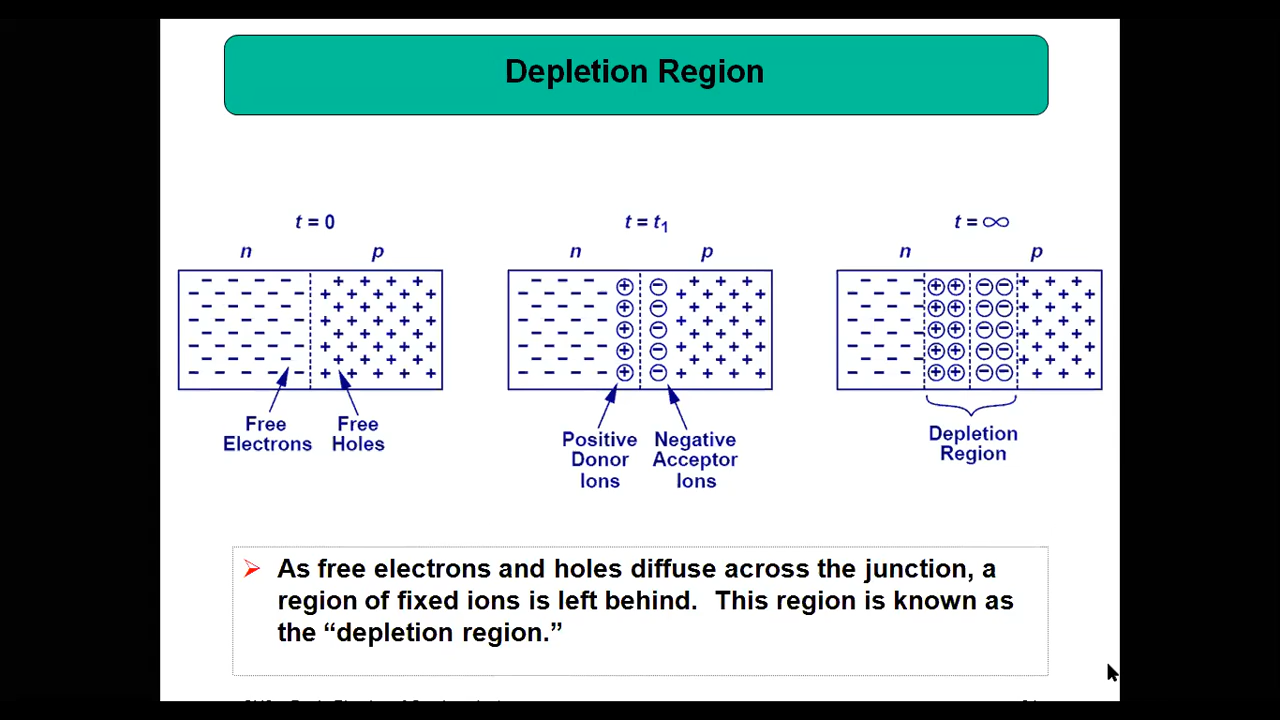 Depletion Region
t = 0
t = t1
t = ∞
n
p
n
p
n
p
Free
Electrons
Free
Holes
Positive
Donor
Ions
Negative
Acceptor
Ions
Depletion
Region
As free electrons and holes diffuse across the junction, a
region of fixed ions is left behind. This region is known as
the “depletion region.”